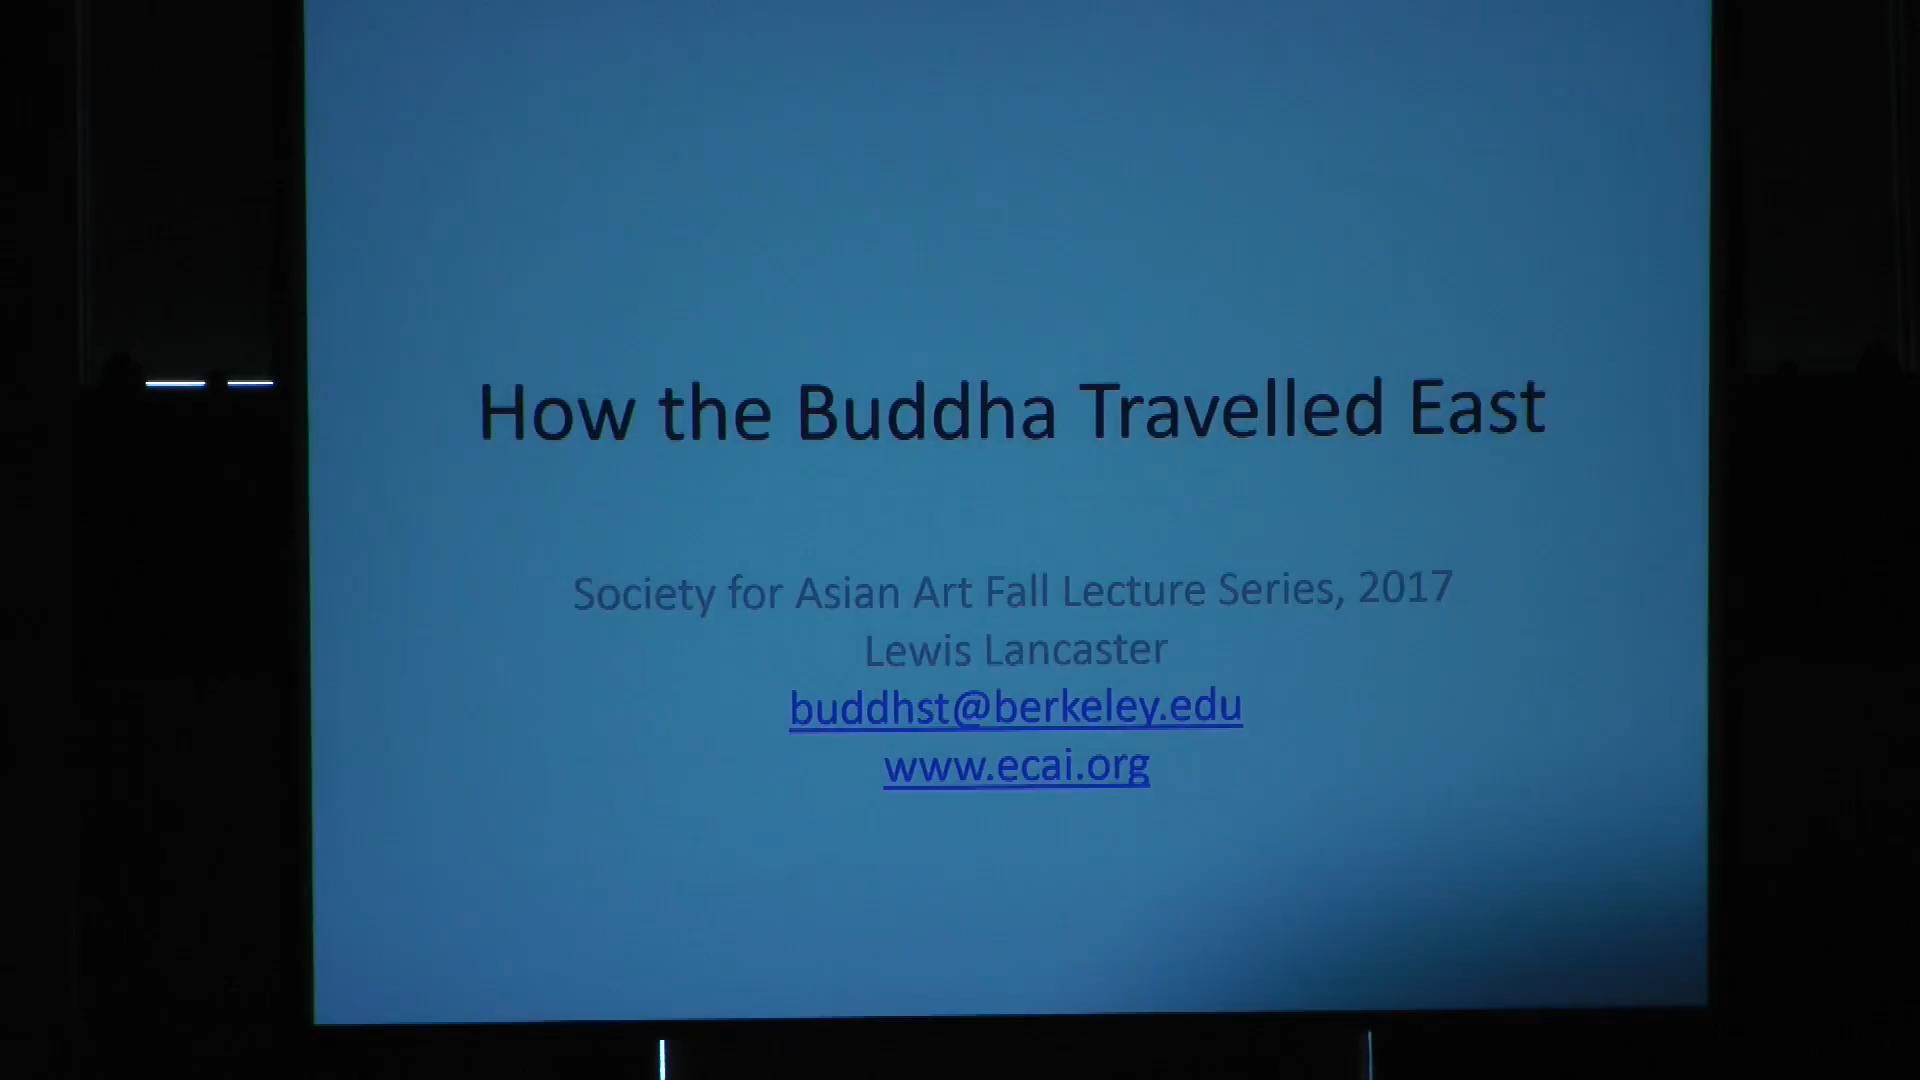 How the Buddha Travelled East
Society for Asian Art Fall Lecture Series, 2017
Lewis Lancaster
buddhst@berkeley.edu
www.ecai.org